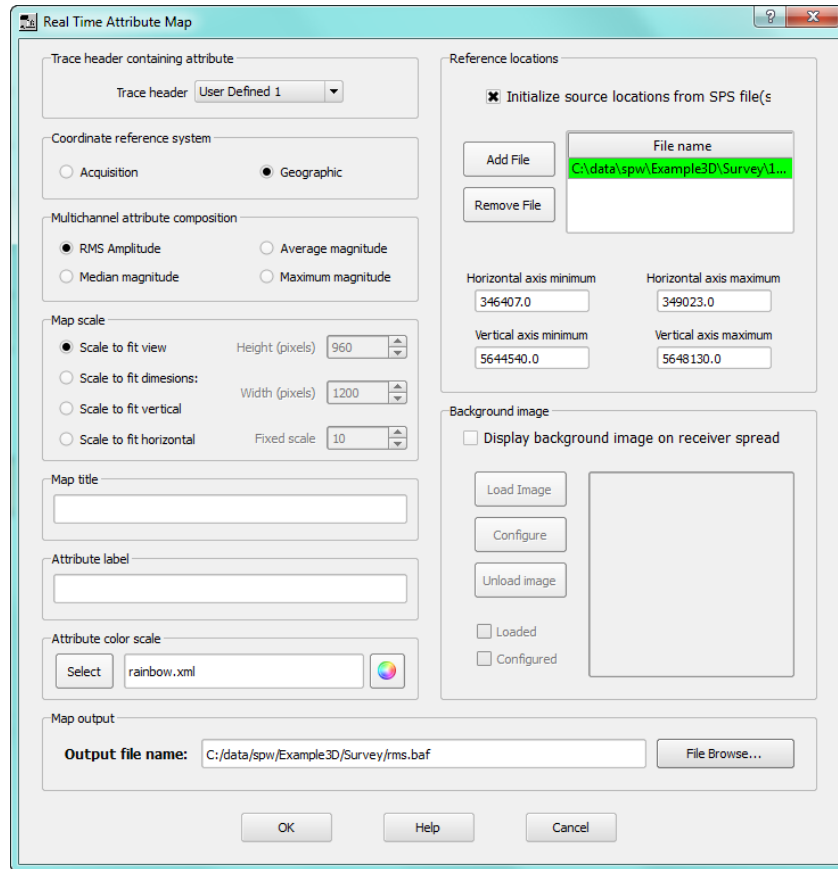 Real Time Attribute Map
Trace header containing attribute
Trace header User Defined 1
Coordinate reference system
Acquisition Geographic
Multichannel attribute composition
RMS Amplitude Average magnitude
Median magnitude Maximum magnitude
Map scale
Scale to fit view Height (pixels) 960
Scale to fit dimesions:
Width (pixels) 1200
Scale to fit vertical
Scale to fit horizontal Fixed scale 10
Map title
Attribute label
Attribute color scale
Select rainbow.xml
Reference locations
Initialize source locations from SPS file(s
Add File
File name
C:\data\spw\Example3D\Survey\1...
Remove File
Horizontal axis minimum Horizontal axis maximum
346407.0 349023.0
Vertical axis minimum Vertical axis maximum
5644540.0 5648130.0
Background image
Display background image on receiver spread
Load Image
Configure
Unload image
Loaded
Configured
Map output
Output file name: C:/data/spw/Example3D/Survey/rms.baf File Browse...
OK Help Cancel